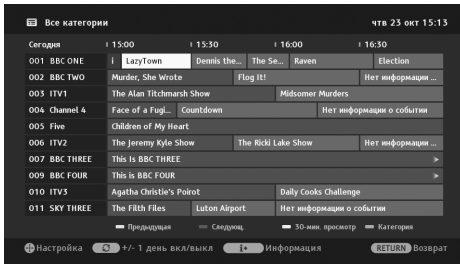 Все категории чтв 23 окт 15:13
Сегодня 15:00 15:30 16:00 16:30
001 BBC ONE LazyTown Dennis the... The Se... Raven Election
002 BBC TWO Murder, She Wrote Flog It! Нет информации ...
003 ITV1 The Alan Titchmarsh Show Midsomer Murders
004 Channel 4 Face of a Fugi... Countdown Нет информации о событии
005 Five Children of My Heart
006 ITV2 The Jeremy Kyle Show The Ricki Lake Show Нет информации ...
007 BBC THREE This Is BBC THREE
009 BBC FOUR This is BBC FOUR
010 ITV3 Agatha Christie's Poirot Daily Cooks Challenge
011 SKY THREE The Filth Files Luton Airport Нет информации о событии
Предыдущая Следующ. 30-мин. просмотр Категория
Настройка +/- 1 день вкл/выкл i+ Информация RETURN Возврат